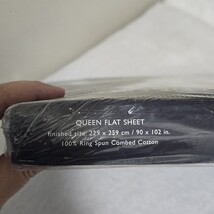 QUEEN FLAT SHEET
finished size: 229 x 259 cm / 90 x 102 in.
100% Ring Spun Combed Cotton